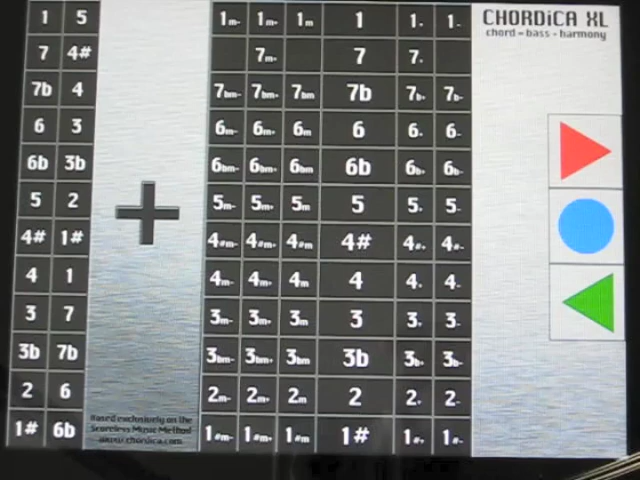 1 5 1m- 1m+ 1m 1 1+ 1- CHORDiCA XL
chord - bass - harmony
7 4# 7m+ 7 7+
7b 4 7bm- 7bm+ 7bm 7b 7b+ 7b-
6 3 6m- 6m+ 6m 6 6+ 6-
6b 3b 6bm- 6bm+ 6bm 6b 6b+ 6b-
5 2 5m- 5m+ 5m 5 5+ 5-
4# 1# 4#m- 4#m+ 4#m 4# 4#+ 4#-
4 1 4m- 4m+ 4m 4 4+ 4-
3 7 3m- 3m+ 3m 3 3+ 3-
3b 7b 3bm- 3bm+ 3bm 3b 3b+ 3b-
2 6 2m- 2m+ 2m 2 2+ 2-
1# 6b 1#m- 1#m+ 1#m 1# 1#+ 1#-
Based exclusively on the
Scoreless Music Method
www.chordica.com